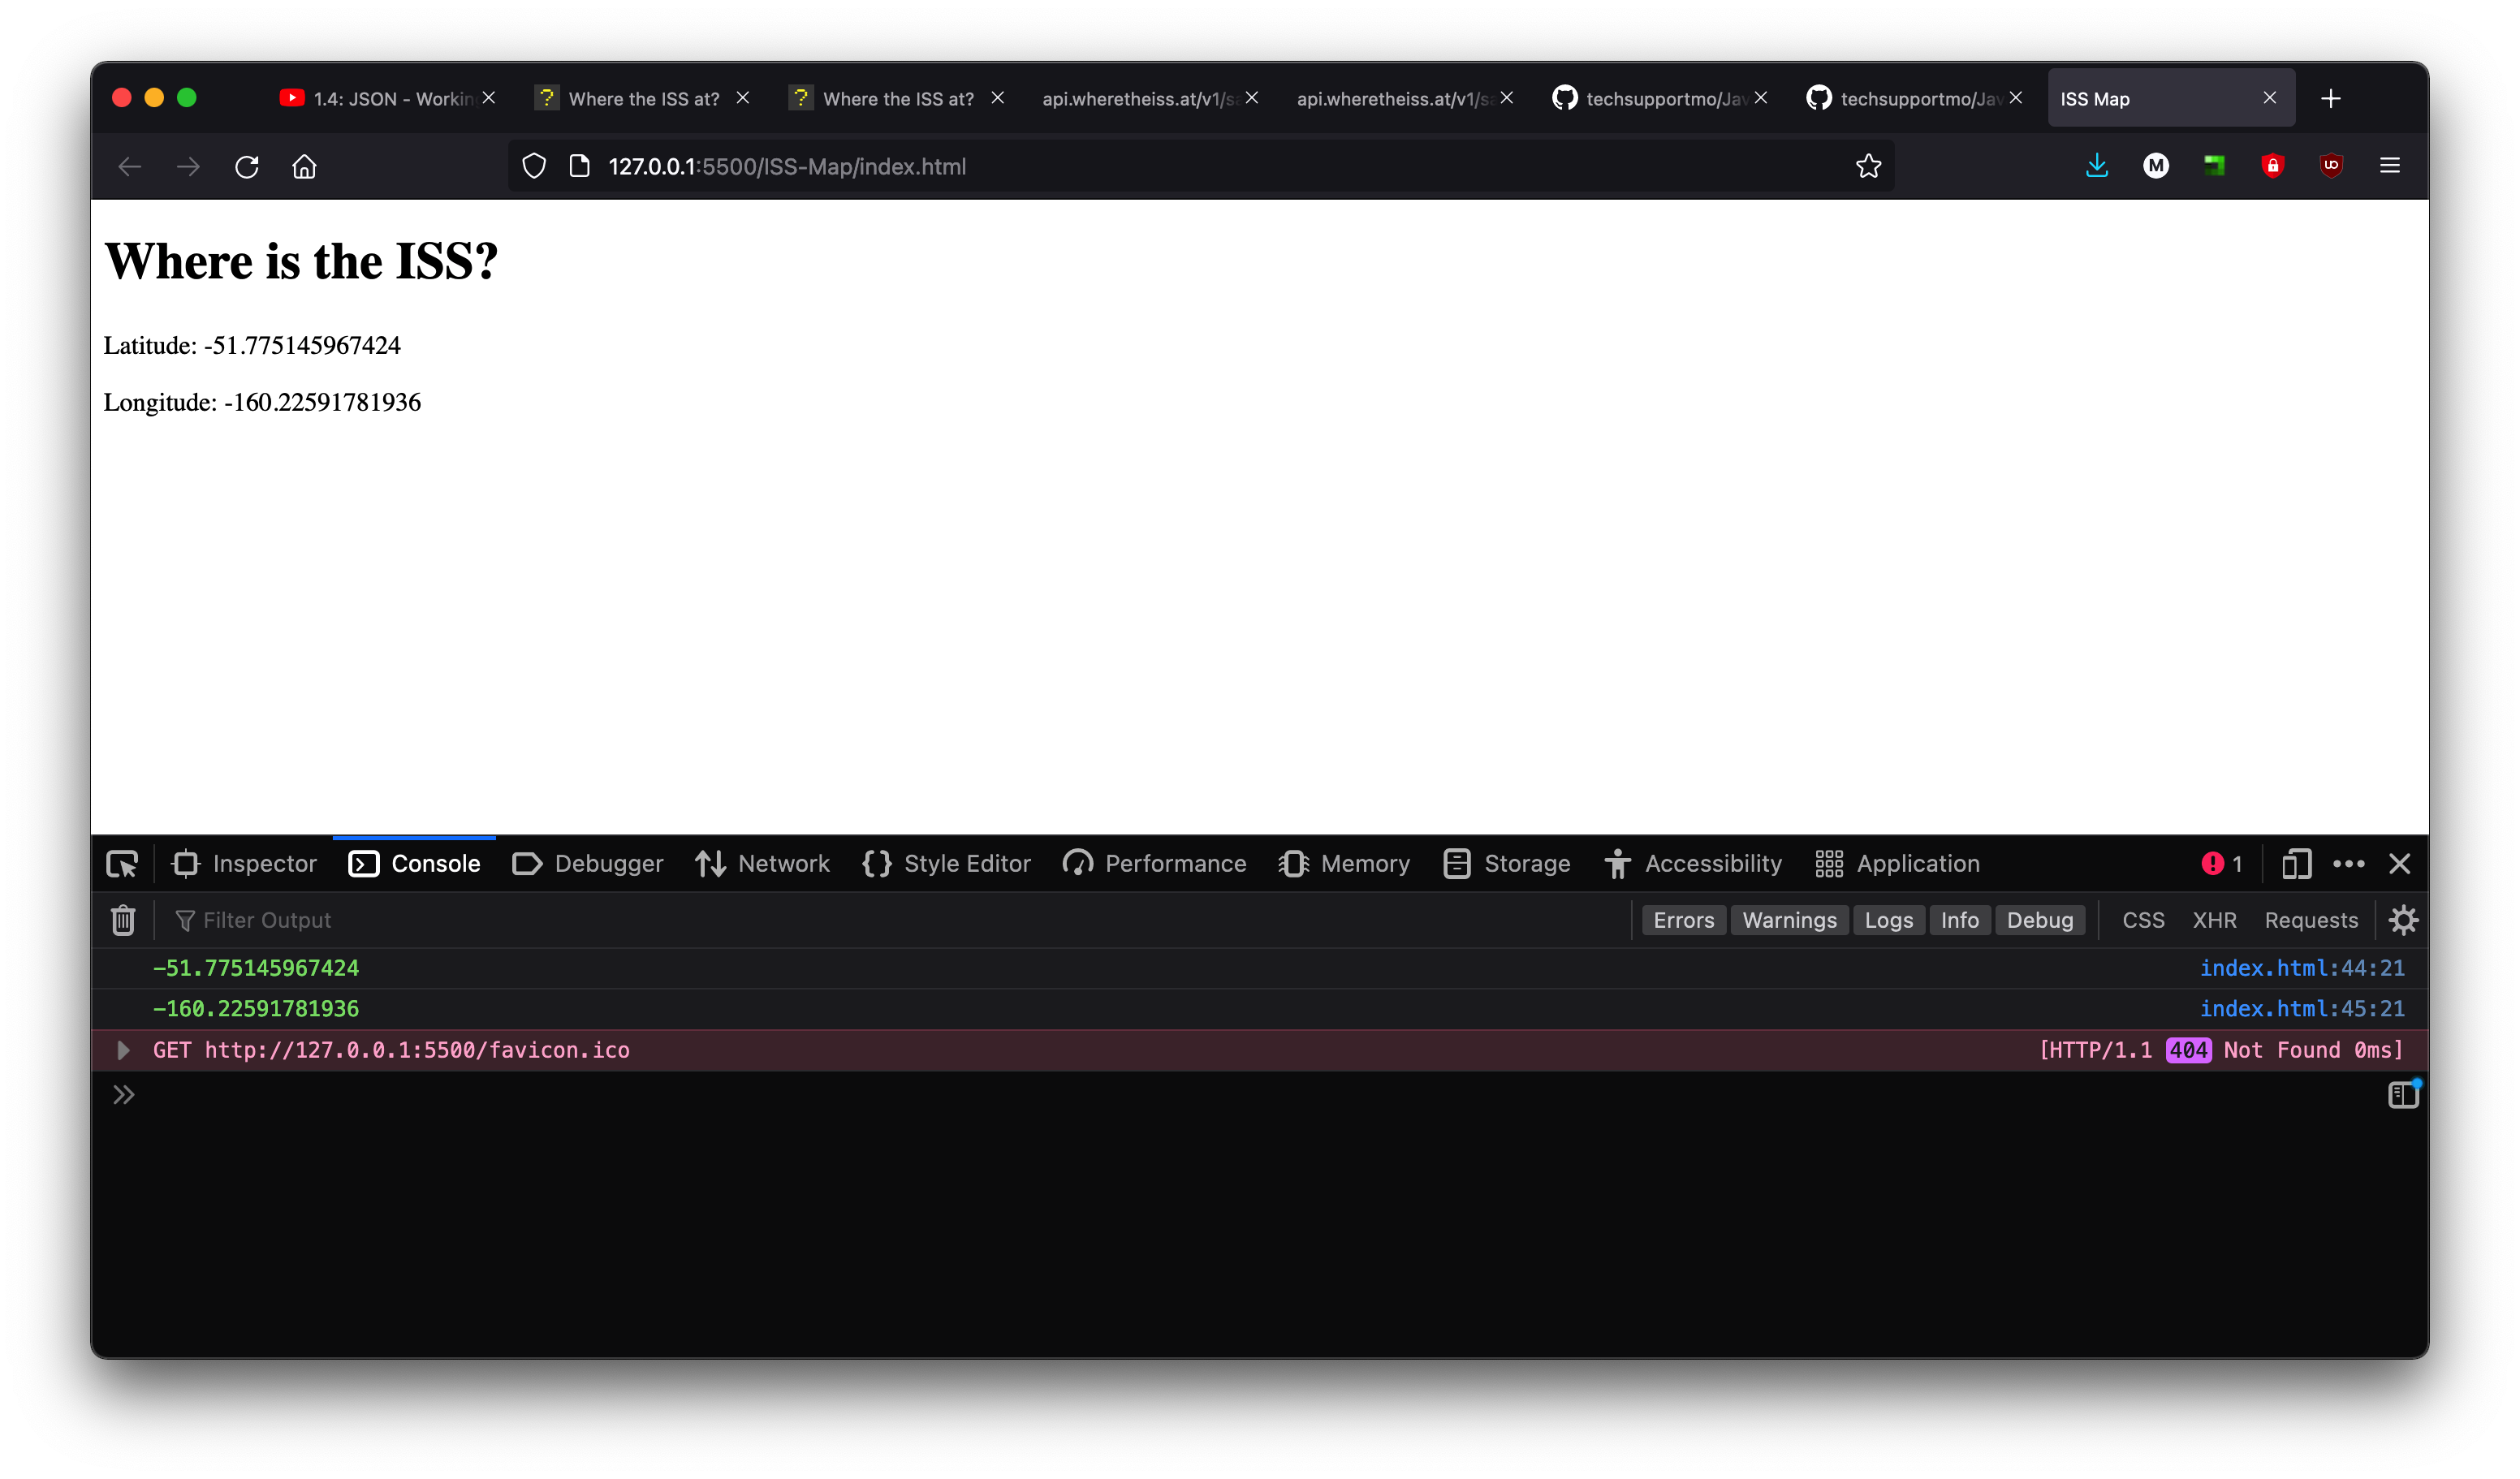 1.4: JSON - Workin
Where the ISS at?
Where the ISS at?
api.wheretheiss.at/v1/sa
api.wheretheiss.at/v1/sa
techsupportmo/Jav
techsupportmo/Jav
ISS Map
127.0.0.1:5500/ISS-Map/index.html
M
Where is the ISS?
Latitude: -51.775145967424
Longitude: -160.22591781936
Inspector Console Debugger Network Style Editor Performance Memory Storage Accessibility Application 1
Filter Output Errors Warnings Logs Info Debug CSS XHR Requests
-51.775145967424 index.html:44:21
-160.22591781936 index.html:45:21
GET http://127.0.0.1:5500/favicon.ico [HTTP/1.1 404 Not Found 0ms]